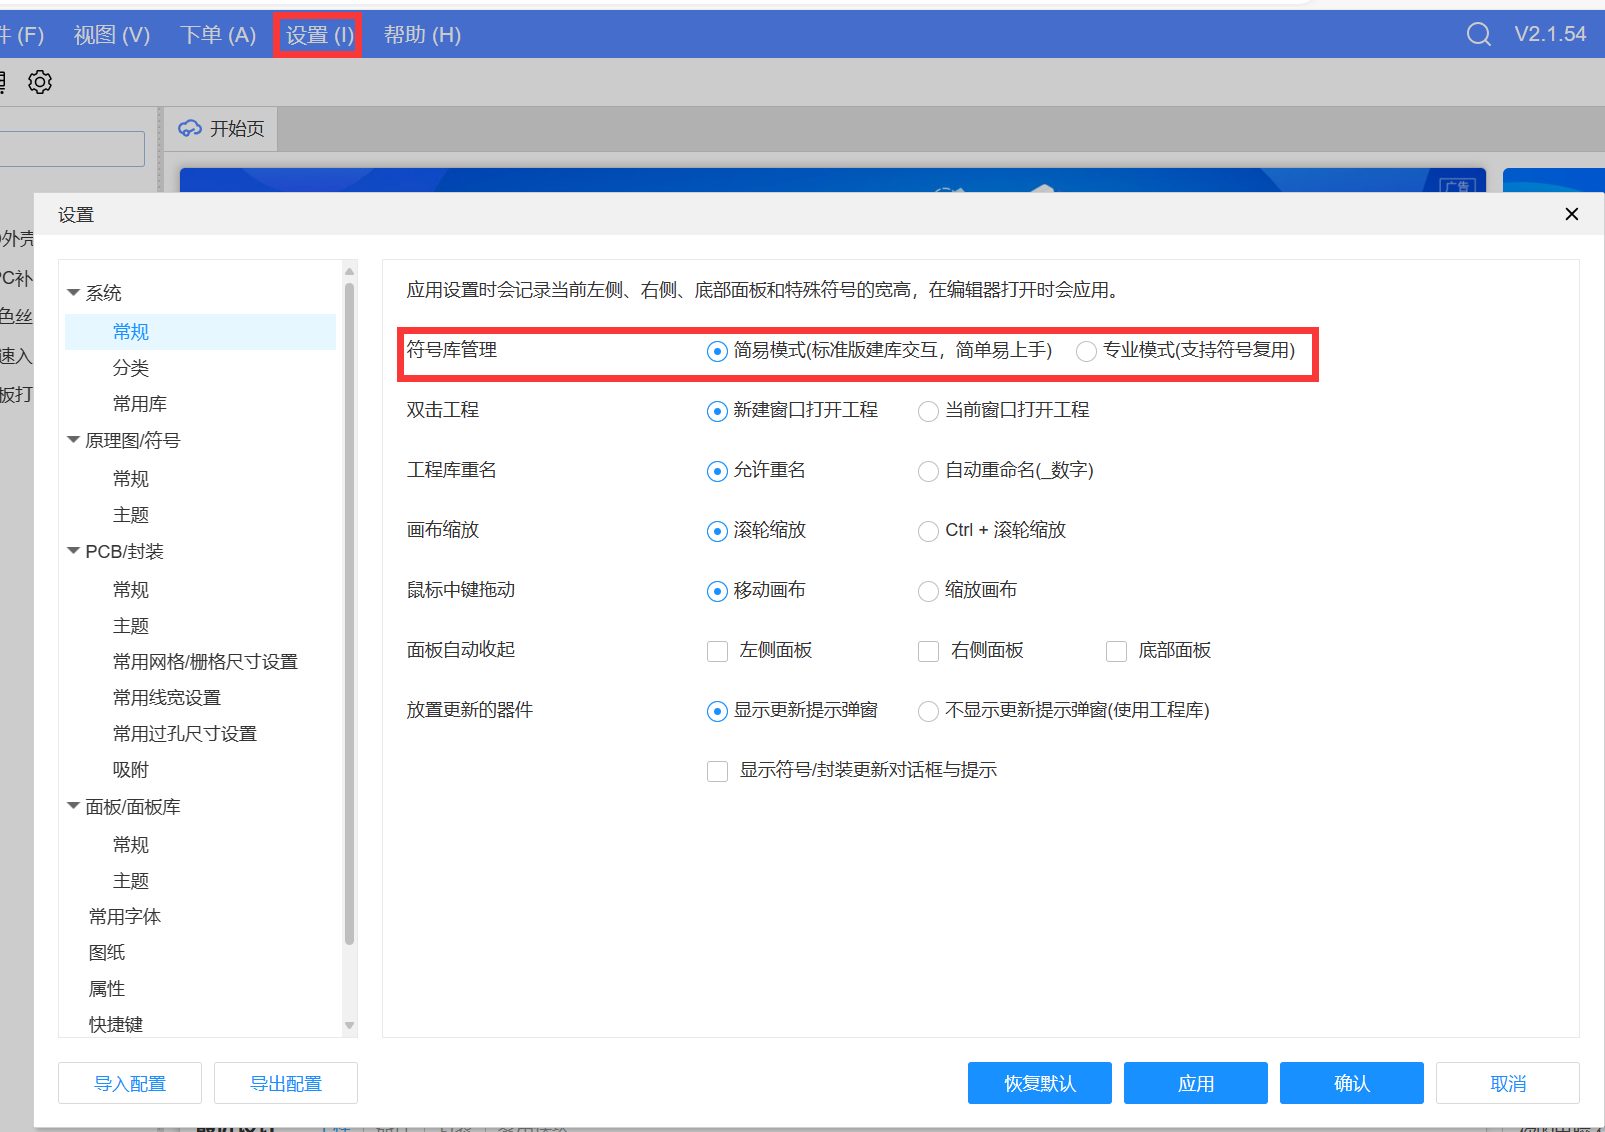 件 (F) 视图 (V) 下单 (A) 设置 (I) 帮助 (H) V2.1.54
开始页
广告
设置
外壳
PC补
色丝
速入
板打
系统
常规
分类
常用库
原理图/符号
常规
主题
PCB/封装
常规
主题
常用网格/栅格尺寸设置
常用线宽设置
常用过孔尺寸设置
吸附
面板/面板库
常规
主题
常用字体
图纸
属性
快捷键
应用设置时会记录当前左侧、右侧、底部面板和特殊符号的宽高，在编辑器打开时会应用。
符号库管理 简易模式(标准版建库交互，简单易上手) 专业模式(支持符号复用)
双击工程 新建窗口打开工程 当前窗口打开工程
工程库重名 允许重名 自动重命名(_数字)
画布缩放 滚轮缩放 Ctrl + 滚轮缩放
鼠标中键拖动 移动画布 缩放画布
面板自动收起 左侧面板 右侧面板 底部面板
放置更新的器件 显示更新提示弹窗 不显示更新提示弹窗(使用工程库)
显示符号/封装更新对话框与提示
导入配置 导出配置 恢复默认 应用 确认 取消